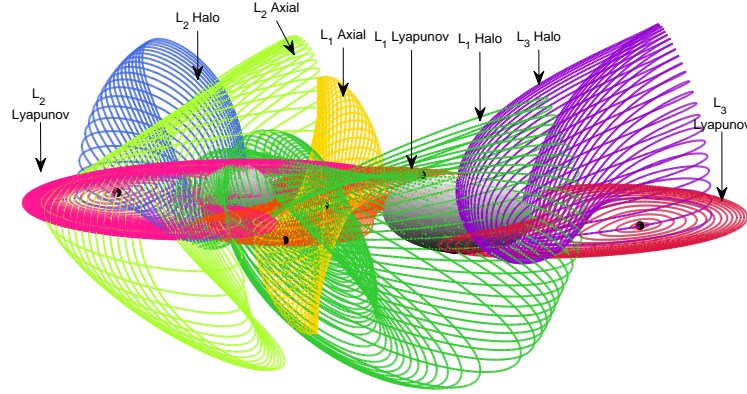 L2 Axial
L2 Halo
L1 Axial
L1 Lyapunov
L1 Halo
L3 Halo
L2
Lyapunov
L3
Lyapunov